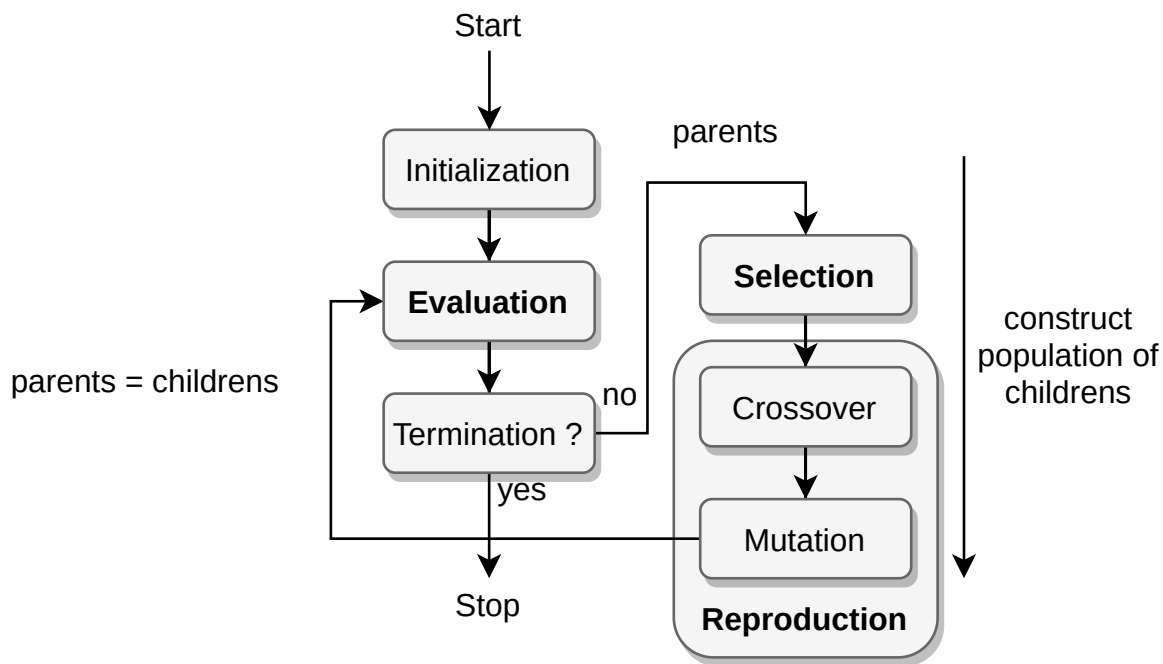 Start
parents
Initialization
Selection
Evaluation
construct
population of
childrens
parents = childrens
no
Crossover
Termination ?
yes
Mutation
Stop
Reproduction